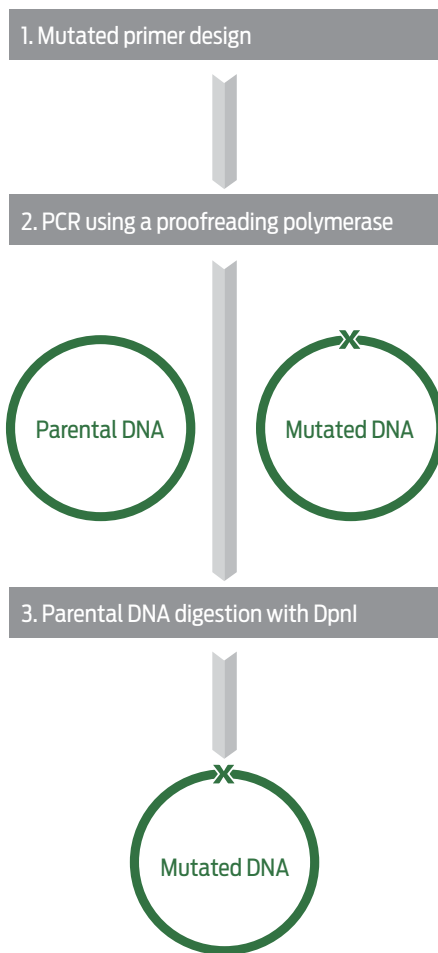 1. Mutated primer design
2. PCR using a proofreading polymerase
Parental DNA
Mutated DNA
3. Parental DNA digestion with DpnI
Mutated DNA